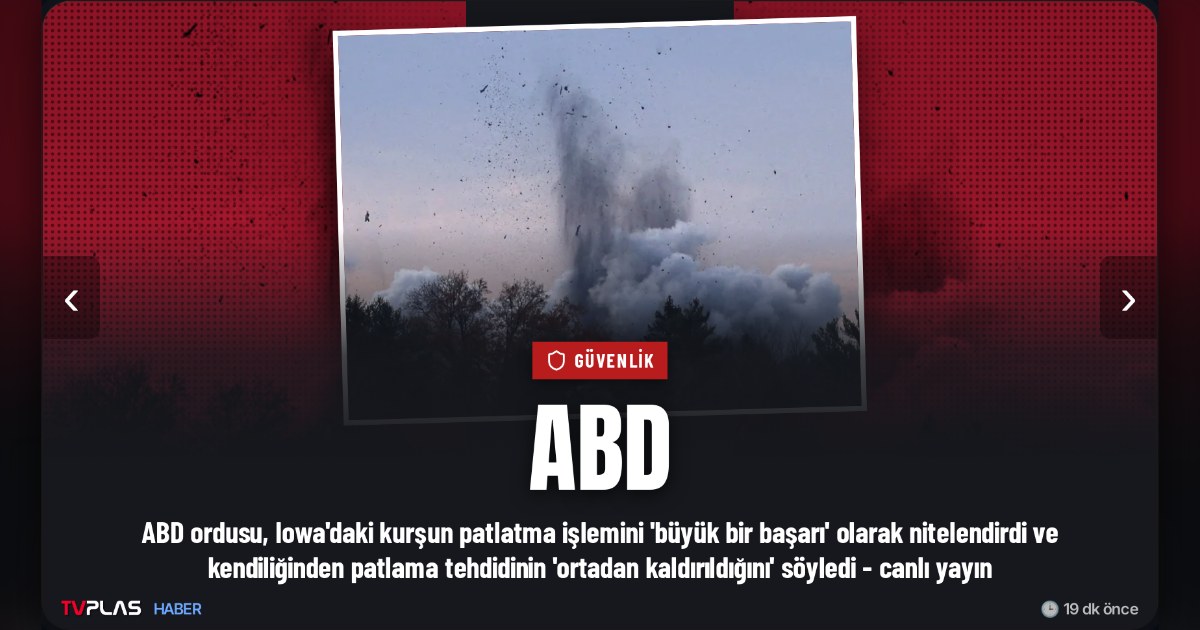 GÜVENLİK
ABD
ABD ordusu, Iowa'daki kurşun patlatma işlemini 'büyük bir başarı' olarak nitelendirdi ve
kendiliğinden patlama tehdidinin 'ortadan kaldırıldığını' söyledi - canlı yayın
TVPLAS HABER
19 dk önce